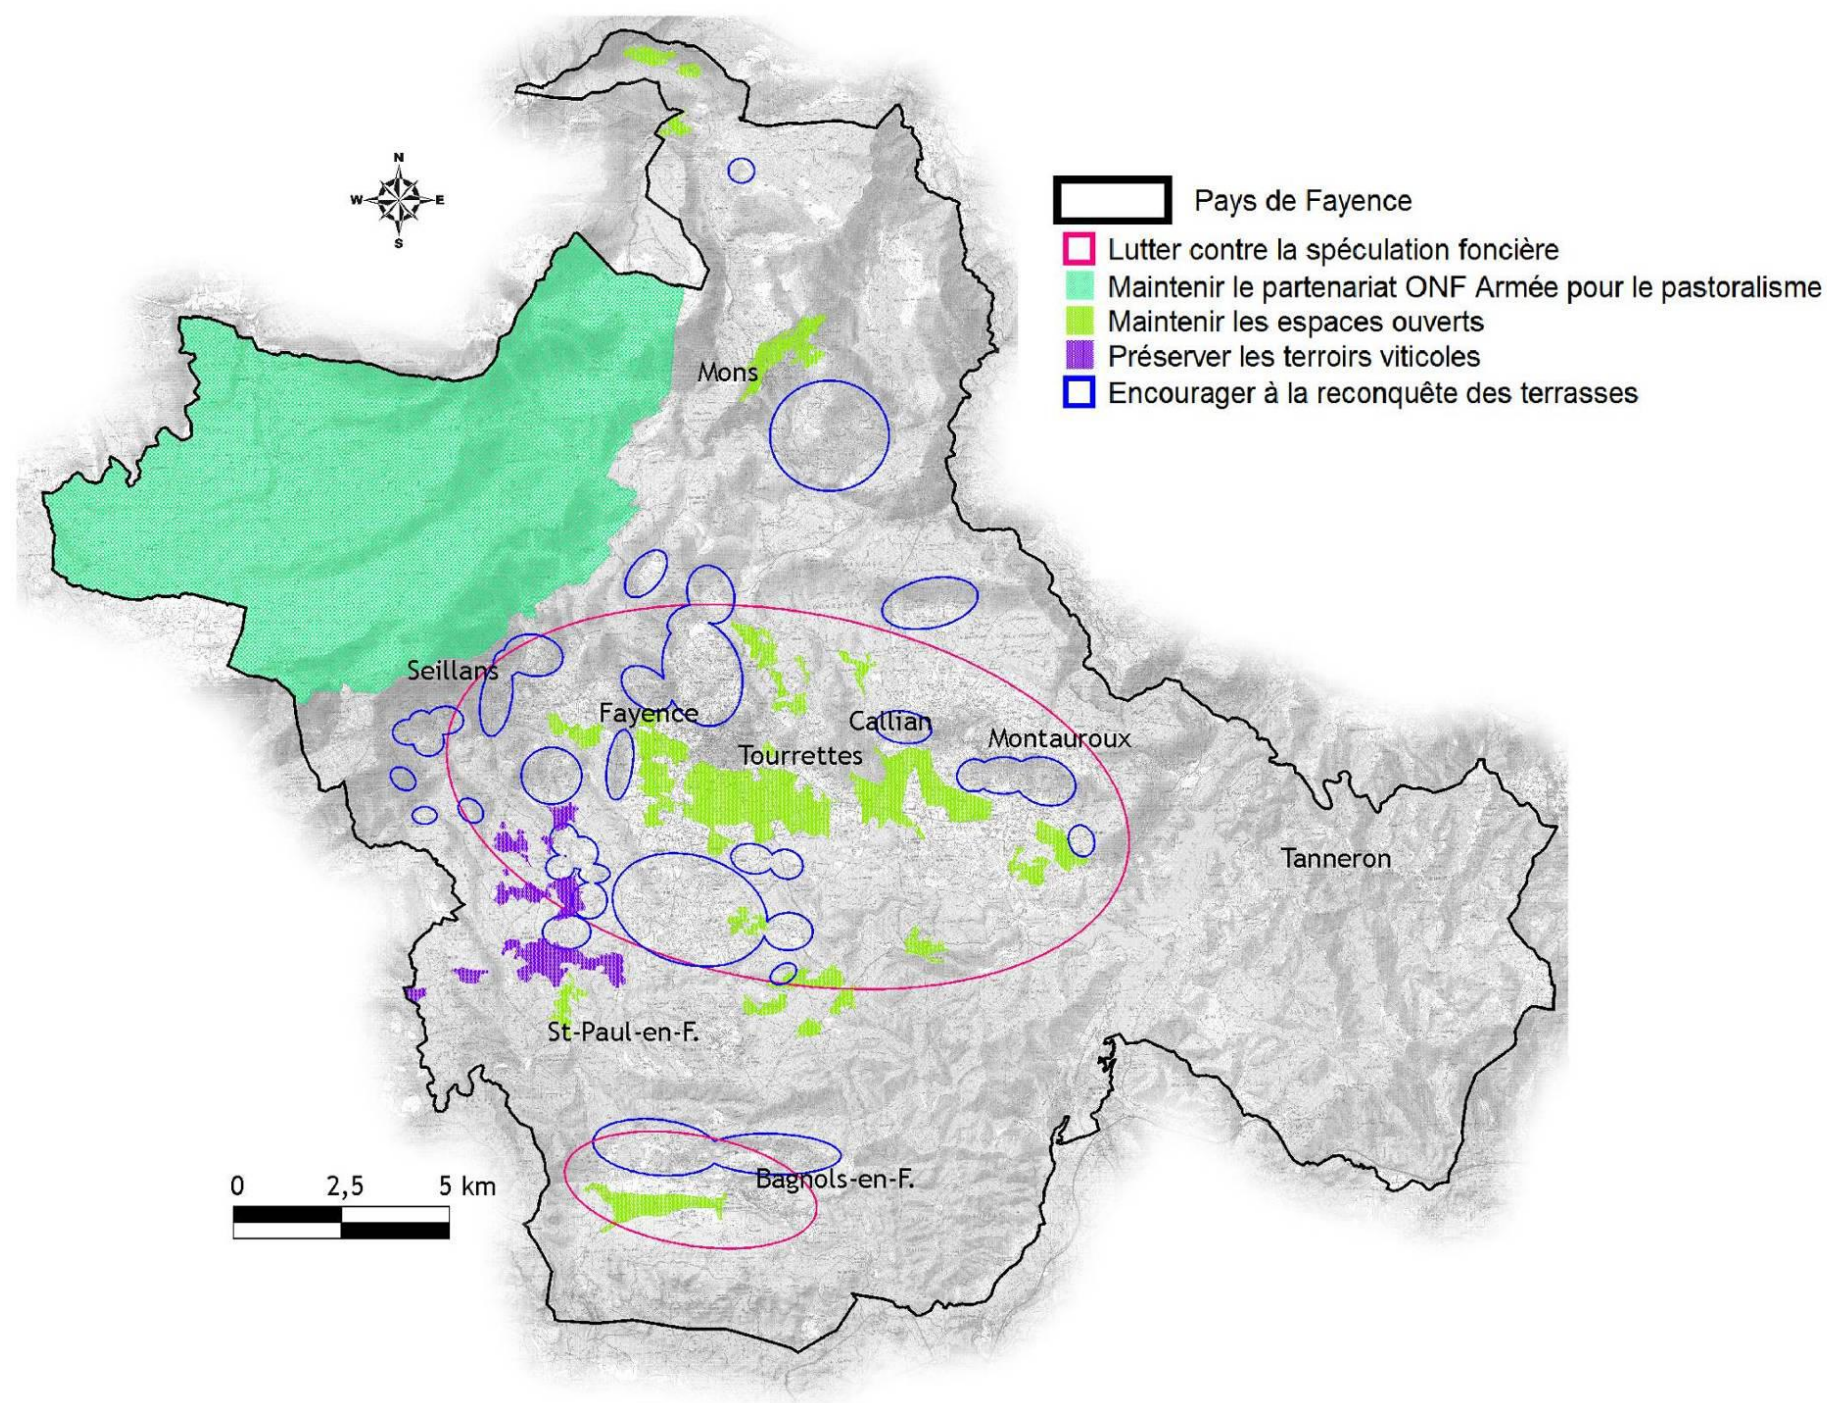 N
W E
S
Pays de Fayence
Lutter contre la spéculation foncière
Maintenir le partenariat ONF Armée pour le pastoralisme
Maintenir les espaces ouverts
Préserver les terroirs viticoles
Encourager à la reconquête des terrasses
Mons
Seillans
Fayence
Callian
Montauroux
Tourrettes
Tanneron
St-Paul-en-F.
Bagnols-en-F.
0 2,5 5 km